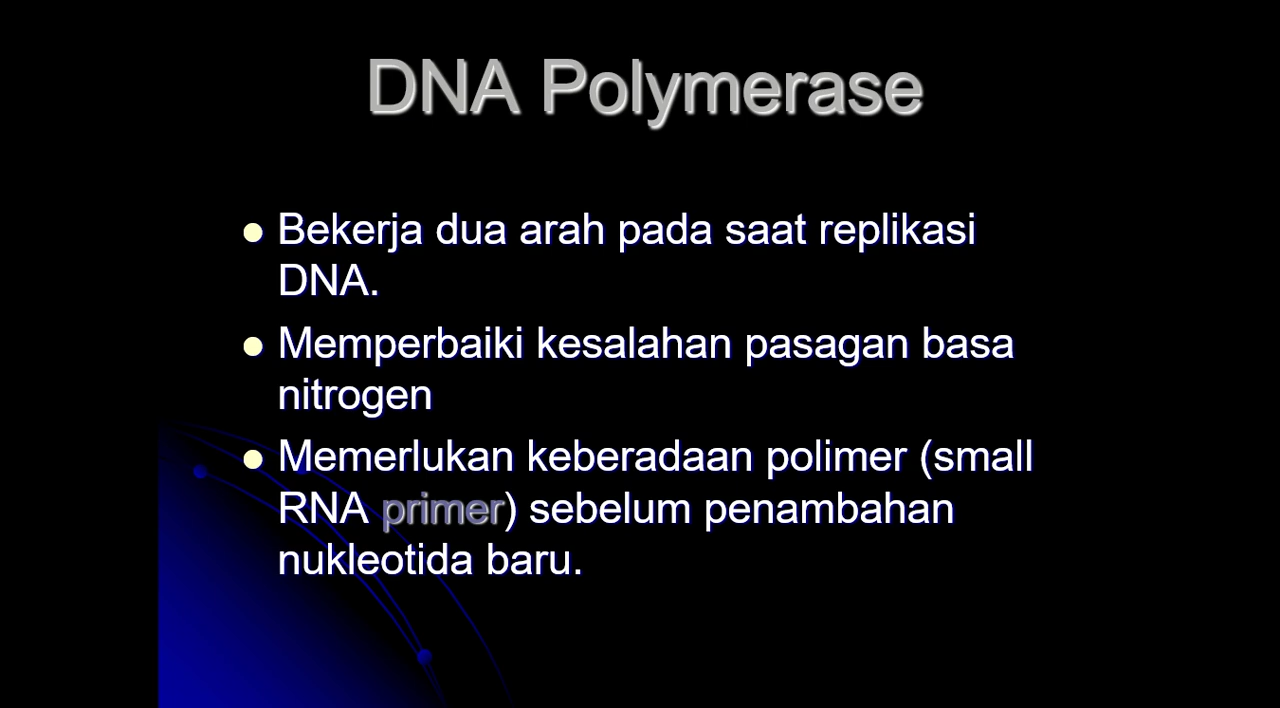 DNA Polymerase
Bekerja dua arah pada saat replikasi
DNA.
Memperbaiki kesalahan pasagan basa
nitrogen
Memerlukan keberadaan polimer (small
RNA primer) sebelum penambahan
nukleotida baru.